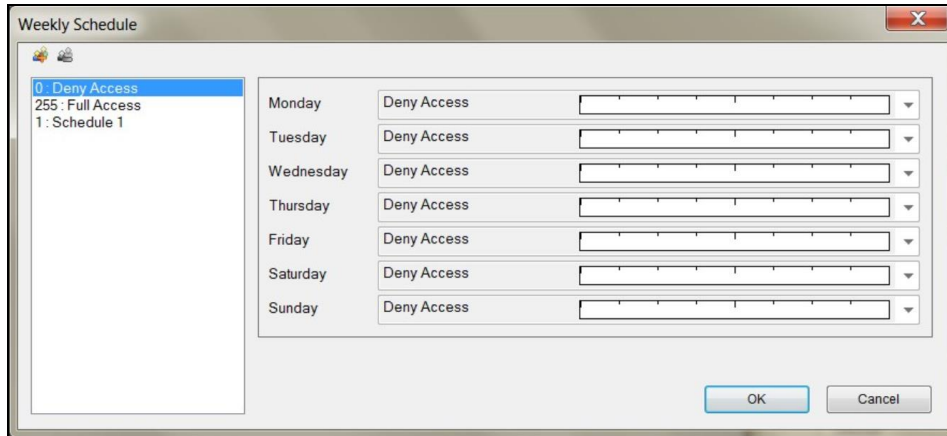 Weekly Schedule
0 : Deny Access
255 : Full Access
1 : Schedule 1
Monday Deny Access
Tuesday Deny Access
Wednesday Deny Access
Thursday Deny Access
Friday Deny Access
Saturday Deny Access
Sunday Deny Access
OK Cancel